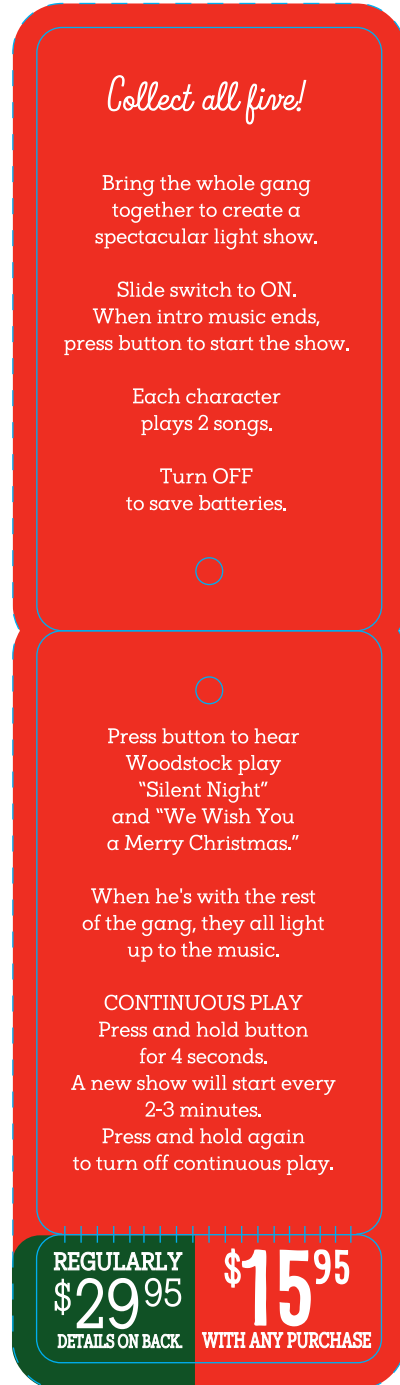 Collect all five!
Bring the whole gang
together to create a
spectacular light show.
Slide switch to ON.
When intro music ends,
press button to start the show.
Each character
plays 2 songs.
Turn OFF
to save batteries.
Press button to hear
Woodstock play
“Silent Night”
and “We Wish You
a Merry Christmas.”
When he's with the rest
of the gang, they all light
up to the music.
CONTINUOUS PLAY
Press and hold button
for 4 seconds.
A new show will start every
2-3 minutes.
Press and hold again
to turn off continuous play.
REGULARLY
$29 95
DETAILS ON BACK.
$15 95
WITH ANY PURCHASE